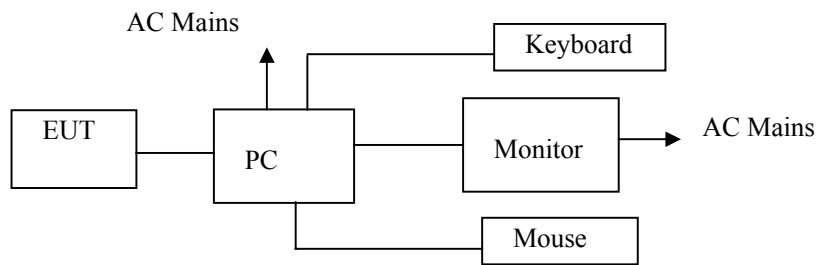 AC Mains
Keyboard
EUT
PC
Monitor
AC Mains
Mouse